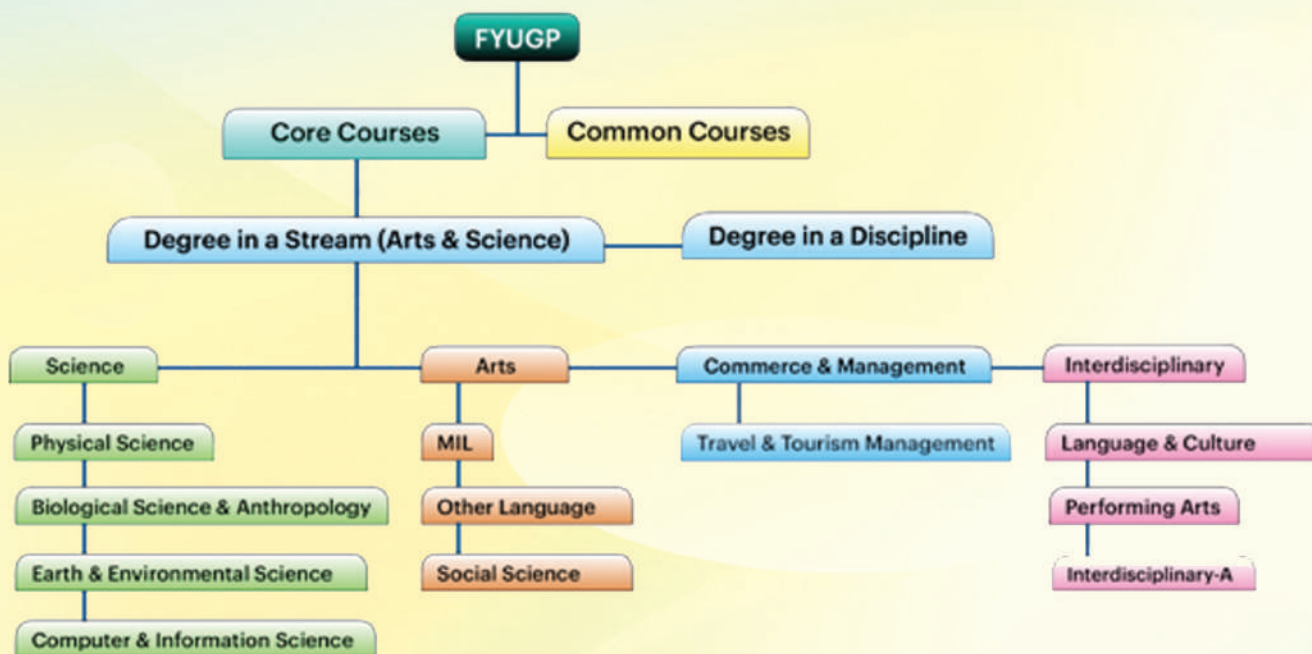 FYUGP
Core Courses
Common Courses
Degree in a Stream (Arts & Science)
Degree in a Discipline
Science
Arts
Commerce & Management
Interdisciplinary
Physical Science
MIL
Travel & Tourism Management
Language & Culture
Biological Science & Anthropology
Other Language
Performing Arts
Earth & Environmental Science
Social Science
Interdisciplinary-A
Computer & Information Science